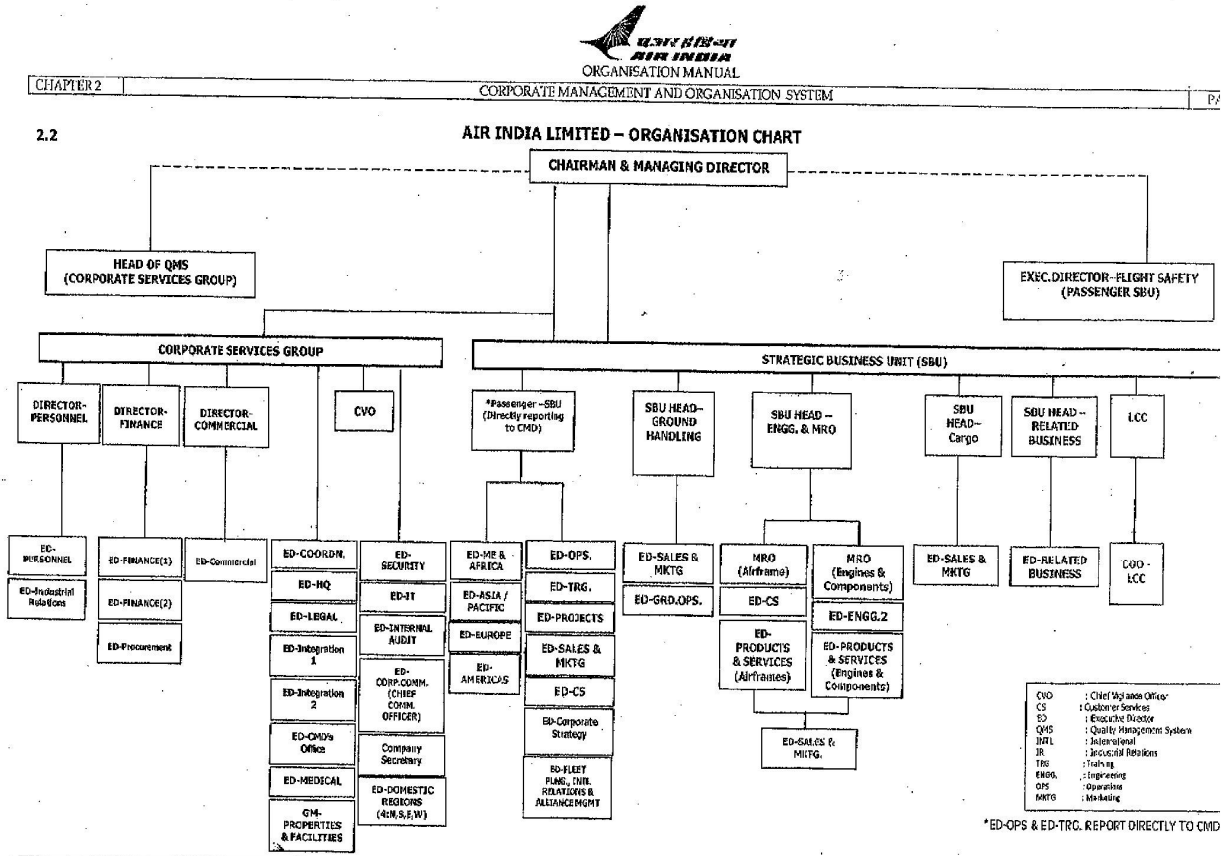 एअर इंडिया
AIR INDIA
ORGANISATION MANUAL
CHAPTER 2
CORPORATE MANAGEMENT AND ORGANISATION SYSTEM
2.2
AIR INDIA LIMITED – ORGANISATION CHART
CHAIRMAN & MANAGING DIRECTOR
HEAD OF QMS
(CORPORATE SERVICES GROUP)
EXEC.DIRECTOR–FLIGHT SAFETY
(PASSENGER SBU)
CORPORATE SERVICES GROUP
STRATEGIC BUSINESS UNIT (SBU)
DIRECTOR-
PERSONNEL
DIRECTOR-
FINANCE
DIRECTOR-
COMMERCIAL
CVO
*Passenger –SBU
(Directly reporting
to CMD)
SBU HEAD–
GROUND
HANDLING
SBU HEAD –
ENGG. & MRO
SBU
HEAD–
Cargo
SBU HEAD –
RELATED
BUSINESS
LCC
ED-
PERSONNEL
ED-Industrial
Relations
ED-FINANCE(1)
ED-FINANCE(2)
ED-Procurement
ED-Commercial
ED-COORDN.
ED-HQ
ED-LEGAL
ED-Integration
1
ED-Integration
2
ED-CMD's
Office
ED-MEDICAL
GM-
PROPERTIES
& FACILITIES
ED-
SECURITY
ED-IT
ED-INTERNAL
AUDIT
ED-
CORP.COMM.
(CHIEF
COMM.
OFFICER)
Company
Secretary
ED-DOMESTIC
REGIONS
(4:N,S,E,W)
ED-ME &
AFRICA
ED-ASIA /
PACIFIC
ED-EUROPE
ED-
AMERICAS
ED-OPS.
ED-TRG.
ED-PROJECTS
ED-SALES &
MKTG
ED-CS
ED-Corporate
Strategy
ED-FLEET
PLNG., INTL
RELATIONS &
ALLIANCE MGMT
ED-SALES &
MKTG
ED-GRD.OPS.
MRO
(Airframe)
ED-CS
ED-
PRODUCTS
& SERVICES
(Airframes)
MRO
(Engines &
Components)
ED-ENGG.2
ED-PRODUCTS
& SERVICES
(Engines &
Components)
ED-SALES &
MKTG.
ED-SALES &
MKTG
ED-RELATED
BUSINESS
COO -
LCC
CVO : Chief Vigilance Officer
CS : Customer Services
ED : Executive Director
QMS : Quality Management System
INTL : International
IR : Industrial Relations
TRG : Training
ENGG. : Engineering
OPS : Operations
MKTG : Marketing
*ED-OPS & ED-TRG. REPORT DIRECTLY TO CMD